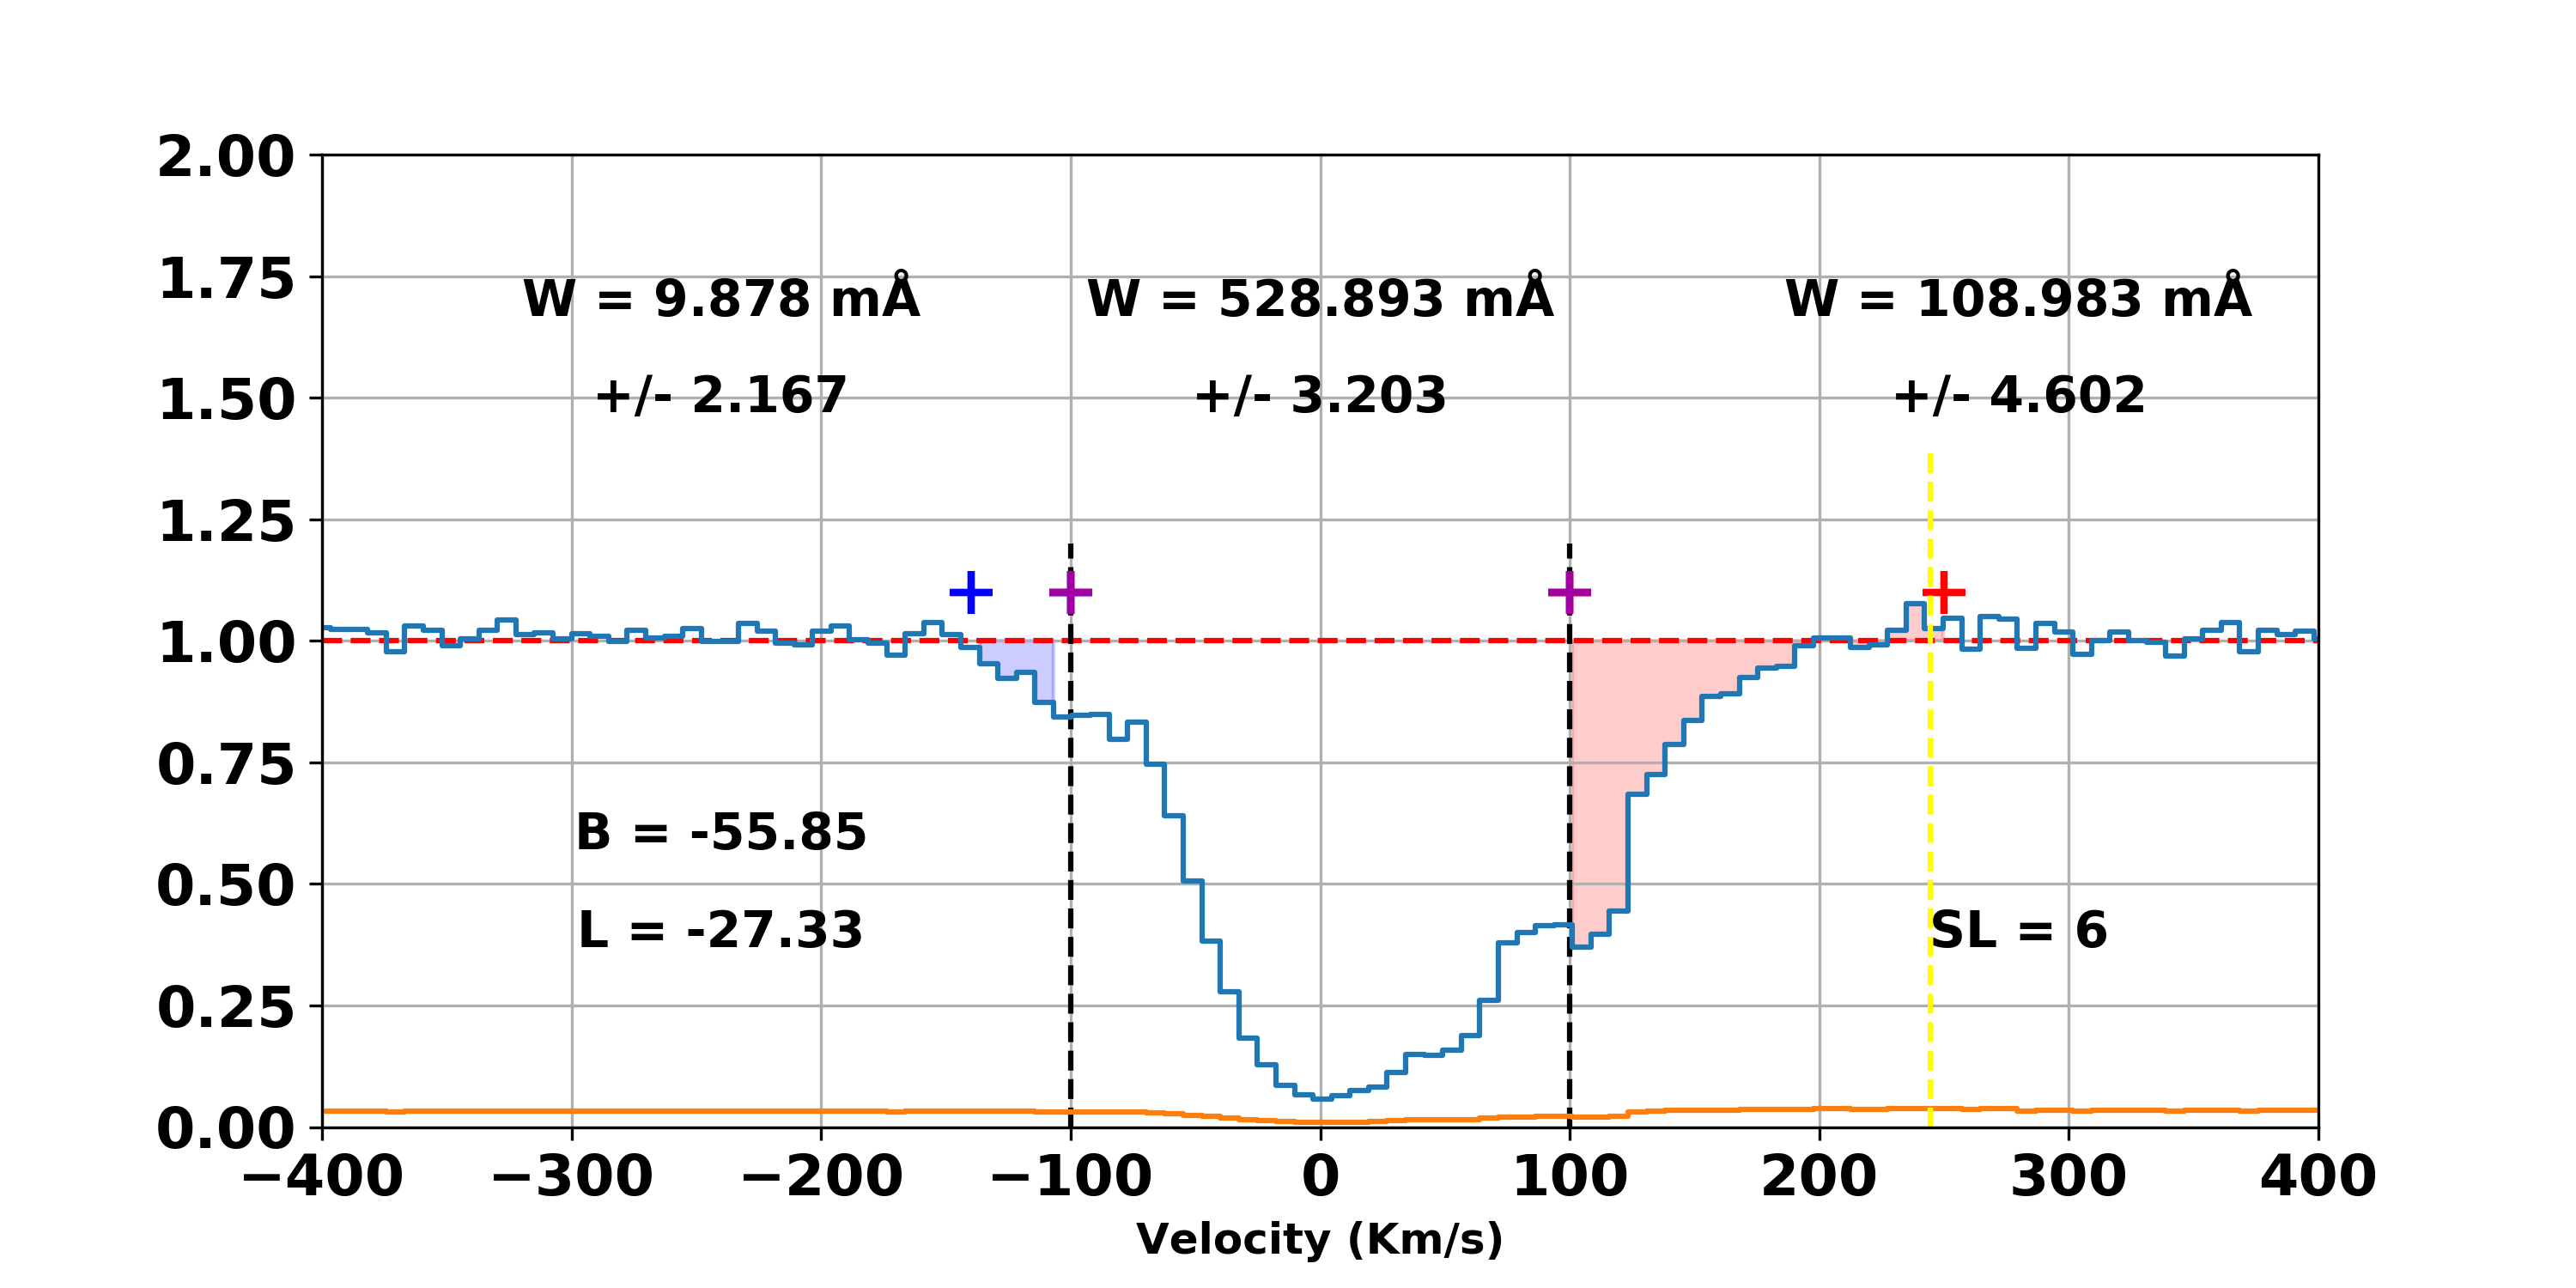 2.00
1.75
W = 9.878 mÅ W = 528.893 mÅ W = 108.983 mÅ
1.50
+/- 2.167 +/- 3.203 +/- 4.602
1.25
1.00
0.75
B = -55.85
0.50
L = -27.33 SL = 6
0.25
0.00
−400 −300 −200 −100 0 100 200 300 400
Velocity (Km/s)